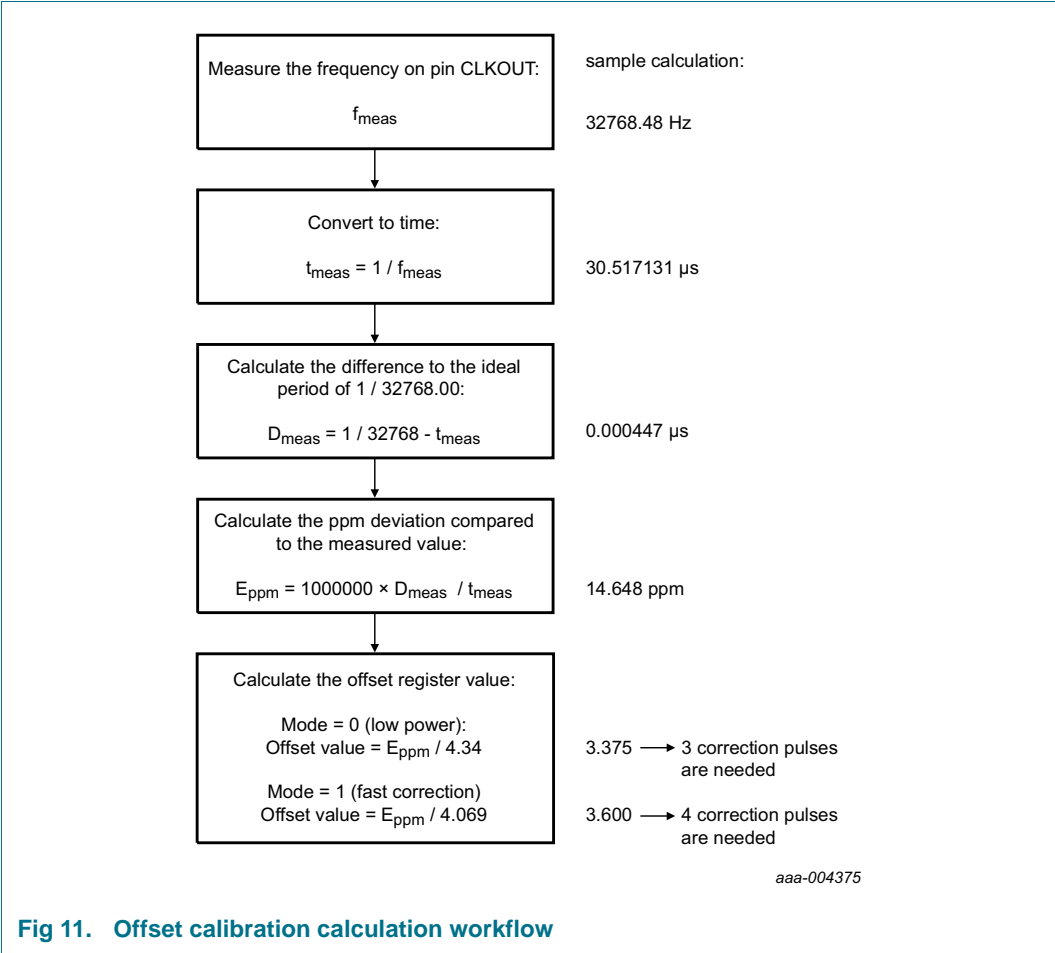 Measure the frequency on pin CLKOUT:
fmeas
sample calculation:
32768.48 Hz
Convert to time:
tmeas = 1 / fmeas
30.517131 µs
Calculate the difference to the ideal
period of 1 / 32768.00:
Dmeas = 1 / 32768 - tmeas
0.000447 µs
Calculate the ppm deviation compared
to the measured value:
Eppm = 1000000 × Dmeas / tmeas
14.648 ppm
Calculate the offset register value:
Mode = 0 (low power):
Offset value = Eppm / 4.34
3.375 → 3 correction pulses
are needed
Mode = 1 (fast correction)
Offset value = Eppm / 4.069
3.600 → 4 correction pulses
are needed
aaa-004375
Fig 11. Offset calibration calculation workflow